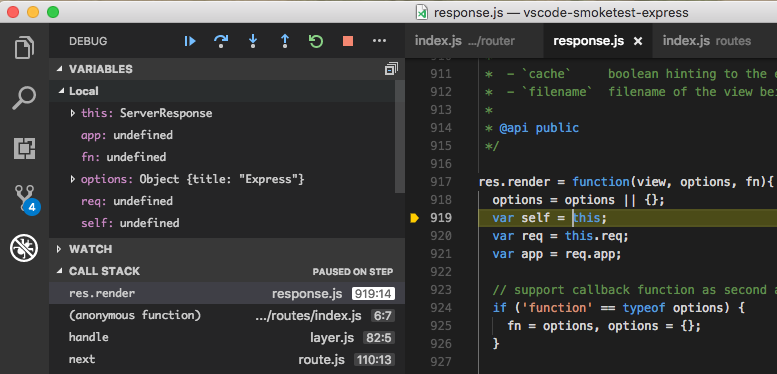 response.js — vscode-smoketest-express
DEBUG
index.js .../router
response.js
index.js routes
VARIABLES
Local
this: ServerResponse
app: undefined
fn: undefined
options: Object {title: "Express"}
req: undefined
self: undefined
WATCH
CALL STACK
PAUSED ON STEP
res.render response.js 919:14
(anonymous function) .../routes/index.js 6:7
handle layer.js 82:5
next route.js 110:13
4
911 * - `cache` boolean hinting to the
912 * - `filename` filename of the view bei
913 *
914 * @api public
915 */
916
917 res.render = function(view, options, fn){
918 options = options || {};
919 var self = this;
920 var req = this.req;
921 var app = req.app;
922
923 // support callback function as second
924 if ('function' == typeof options) {
925 fn = options, options = {};
926 }
927